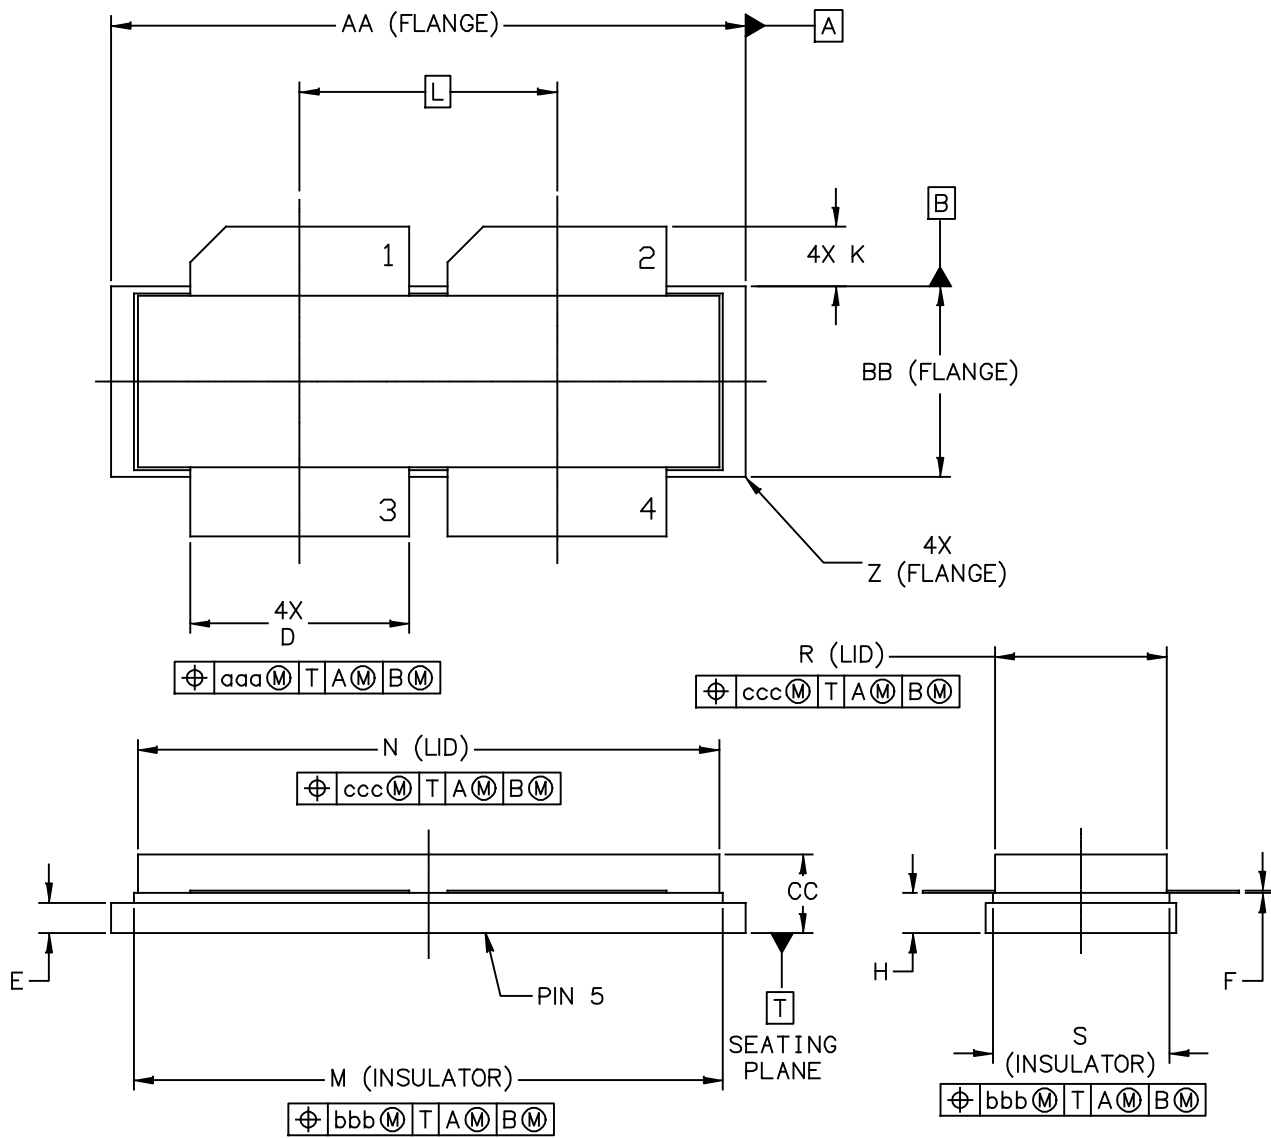 AA (FLANGE)
A
L
B
1
2
4X K
BB (FLANGE)
3
4
4X
Z (FLANGE)
4X
D
⌖ aaa Ⓜ T A Ⓜ B Ⓜ
R (LID)
⌖ ccc Ⓜ T A Ⓜ B Ⓜ
N (LID)
⌖ ccc Ⓜ T A Ⓜ B Ⓜ
CC
E
H
F
PIN 5
T
SEATING
PLANE
S
(INSULATOR)
M (INSULATOR)
⌖ bbb Ⓜ T A Ⓜ B Ⓜ
⌖ bbb Ⓜ T A Ⓜ B Ⓜ